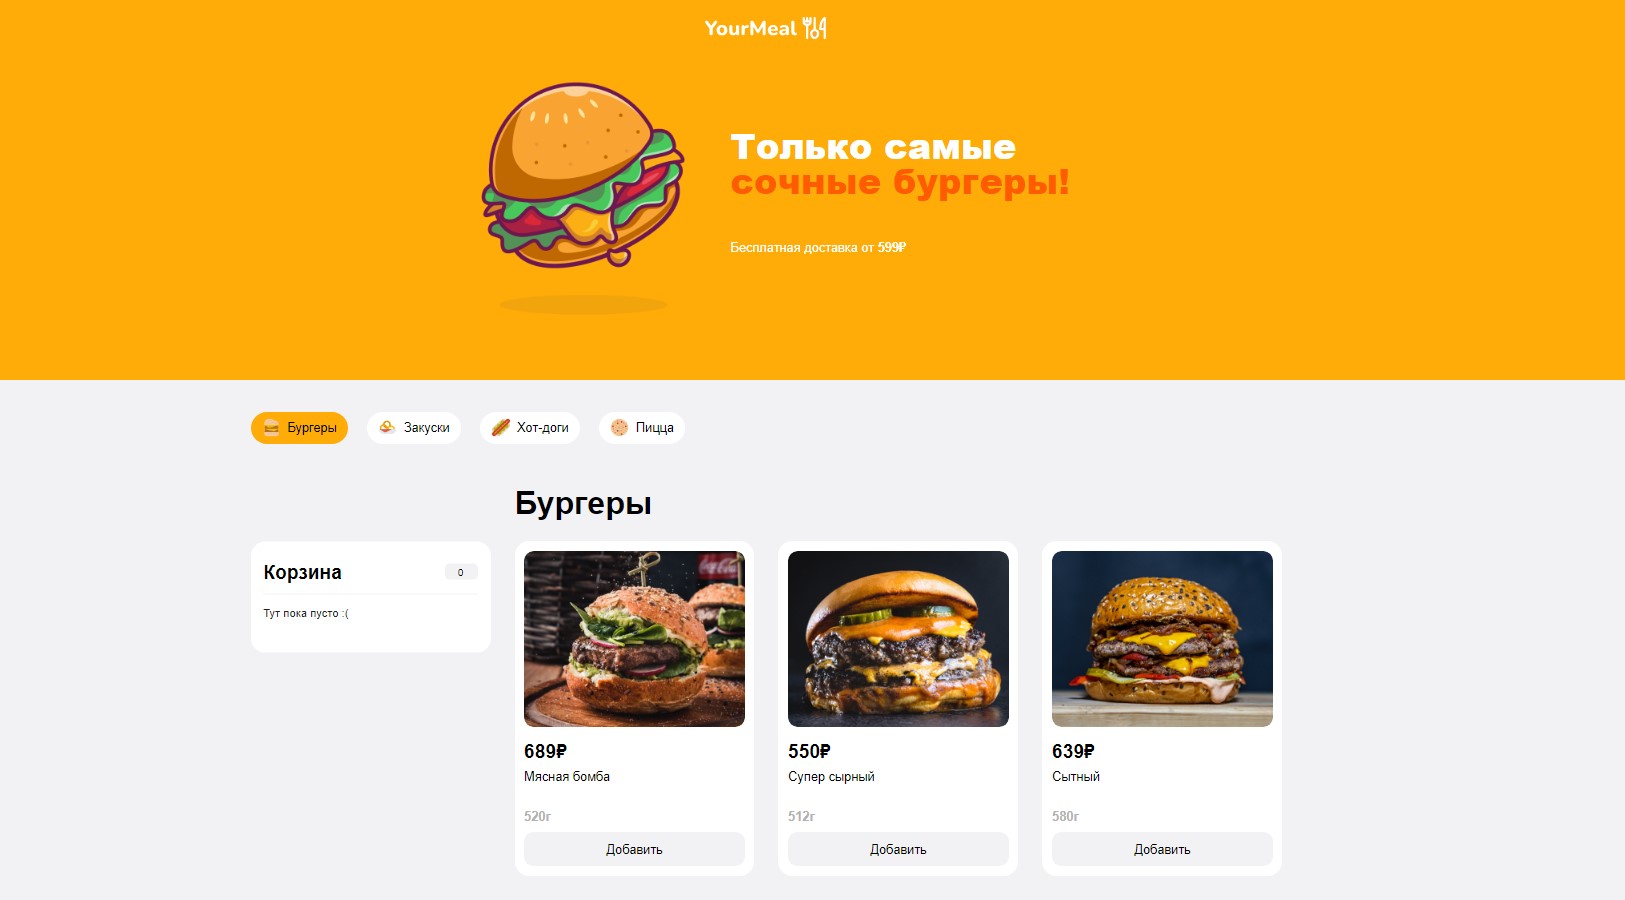 YourMeal
Только самые
сочные бургеры!
Бесплатная доставка от 599₽
Бургеры
Закуски
Хот-доги
Пицца
Бургеры
Корзина
0
Тут пока пусто :(
689₽
Мясная бомба
520г
Добавить
550₽
Супер сырный
512г
Добавить
639₽
Сытный
580г
Добавить